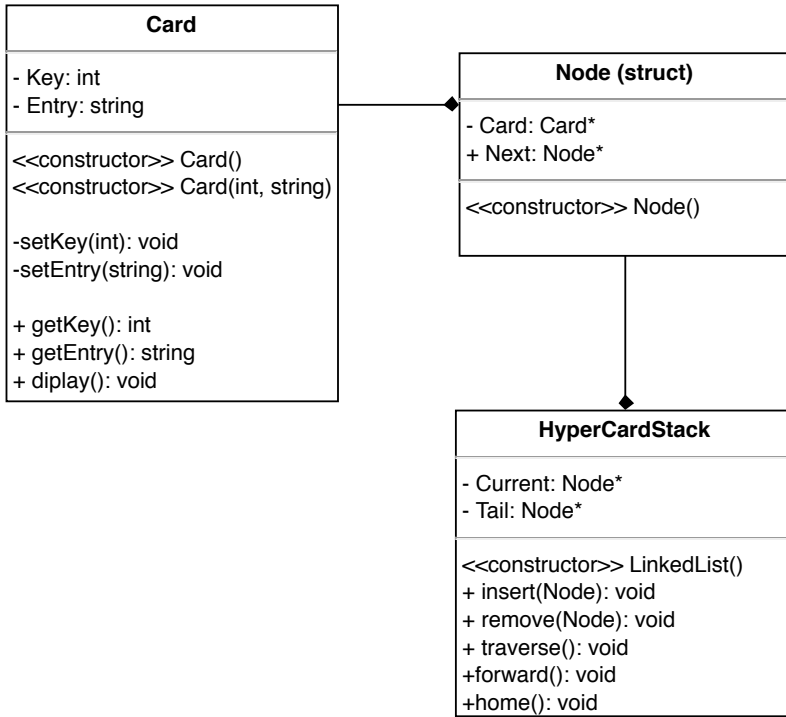 Card
- Key: int
- Entry: string
<<constructor>> Card()
<<constructor>> Card(int, string)
-setKey(int): void
-setEntry(string): void
+ getKey(): int
+ getEntry(): string
+ diplay(): void
Node (struct)
- Card: Card*
+ Next: Node*
<<constructor>> Node()
HyperCardStack
- Current: Node*
- Tail: Node*
<<constructor>> LinkedList()
+ insert(Node): void
+ remove(Node): void
+ traverse(): void
+forward(): void
+home(): void